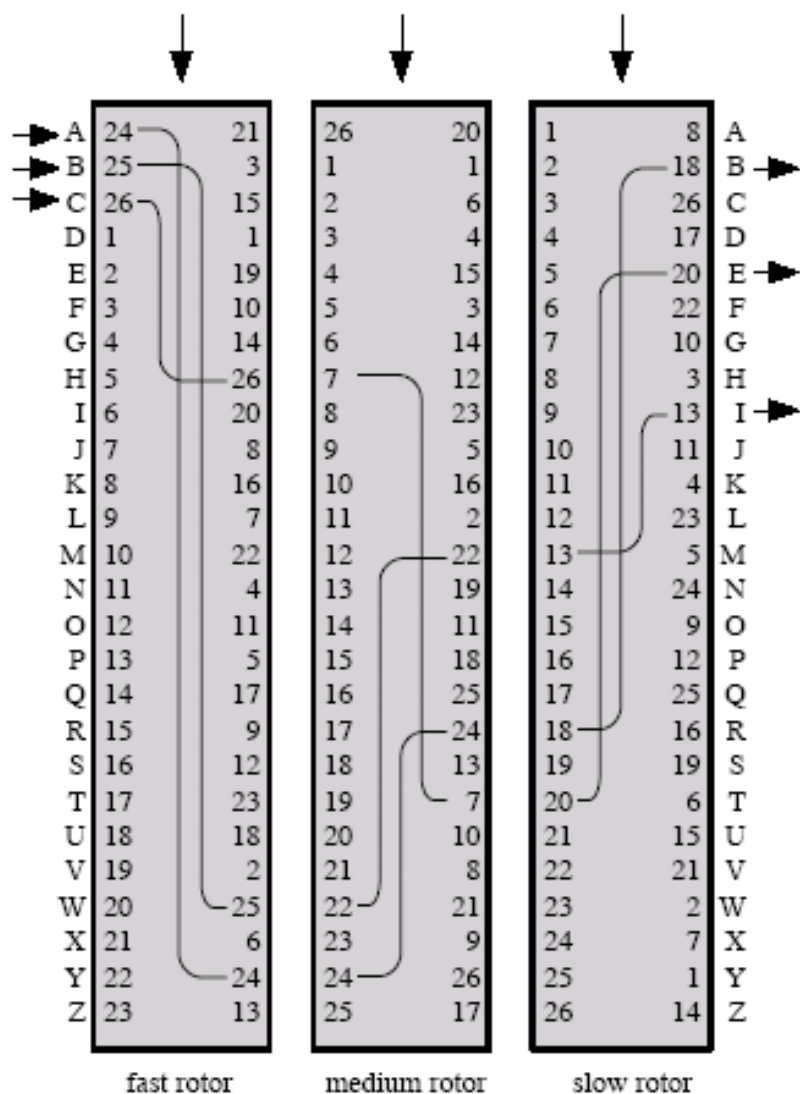 A 24 21 26 20 1 8 A
B 25 3 1 1 2 18 B
C 26 15 2 6 3 26 C
D 1 1 3 4 4 17 D
E 2 19 4 15 5 20 E
F 3 10 5 3 6 22 F
G 4 14 6 14 7 10 G
H 5 26 7 12 8 3 H
I 6 20 8 23 9 13 I
J 7 8 9 5 10 11 J
K 8 16 10 16 11 4 K
L 9 7 11 2 12 23 L
M 10 22 12 22 13 5 M
N 11 4 13 19 14 24 N
O 12 11 14 11 15 9 O
P 13 5 15 18 16 12 P
Q 14 17 16 25 17 25 Q
R 15 9 17 24 18 16 R
S 16 12 18 13 19 19 S
T 17 23 19 7 20 6 T
U 18 18 20 10 21 15 U
V 19 2 21 8 22 21 V
W 20 25 22 21 23 2 W
X 21 6 23 9 24 7 X
Y 22 24 24 26 25 1 Y
Z 23 13 25 17 26 14 Z
fast rotor medium rotor slow rotor